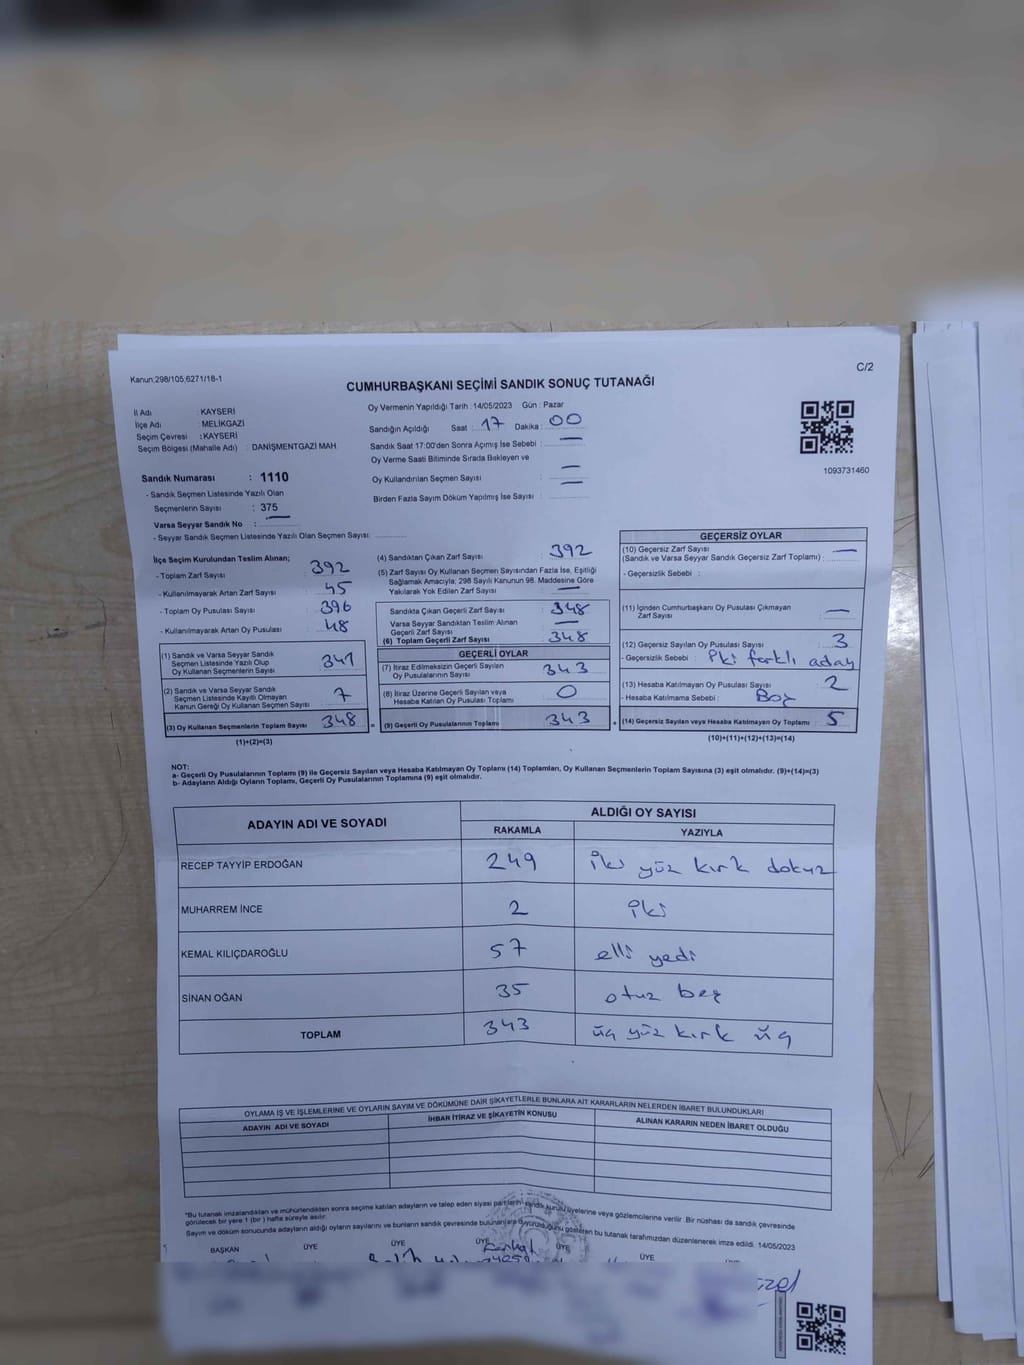 Kanun;298/105;6271/18-1
C/2
CUMHURBAŞKANI SEÇİMİ SANDIK SONUÇ TUTANAĞI
İl Adı : KAYSERİ
İlçe Adı : MELİKGAZİ
Seçim Çevresi : KAYSERİ
Seçim Bölgesi (Mahalle Adı) : DANİŞMENTGAZİ MAH.
Oy Vermenin Yapıldığı Tarih :14/05/2023 Gün : Pazar
Sandığın Açıldığı Saat : 17 Dakika : 00
Sandık Saat 17:00'den Sonra Açımış İse Sebebi : —
Oy Verme Saati Bitiminde Sırada Bekleyen ve
Oy Kullandırılan Seçmen Sayısı : —
Birden Fazla Sayım Döküm Yapılmış İse Sayısı : —
1093731460
Sandık Numarası : 1110
- Sandık Seçmen Listesinde Yazılı Olan
Seçmenlerin Sayısı : 375
Varsa Seyyar Sandık No : —
- Seyyar Sandık Seçmen Listesinde Yazılı Olan Seçmen Sayısı:
İlçe Seçim Kurulundan Teslim Alınan;
- Toplam Zarf Sayısı : 392
- Kullanılmayarak Artan Zarf Sayısı : 45
- Toplam Oy Pusulası Sayısı : 396
- Kullanılmayarak Artan Oy Pusulası : 48
(1) Sandık ve Varsa Seyyar Sandık
Seçmen Listesinde Yazılı Olup
Oy Kullanan Seçmenlerin Sayısı : 341
(2) Sandık ve Varsa Seyyar Sandık
Seçmen Listesinde Kayıtlı Olmayan
Kanun Gereği Oy Kullanan Seçmen Sayısı : 7
(3) Oy Kullanan Seçmenlerin Toplam Sayısı : 348
(1)+(2)=(3)
(4) Sandıktan Çıkan Zarf Sayısı : 392
(5) Zarf Sayısı Oy Kullanan Seçmen Sayısından Fazla İse, Eşitliği
Sağlamak Amacıyla, 298 Sayılı Kanunun 98. Maddesine Göre
Yakılarak Yok Edilen Zarf Sayısı : —
Sandıkta Çıkan Geçerli Zarf Sayısı : 348
Varsa Seyyar Sandıktan Teslim Alınan
Geçerli Zarf Sayısı : —
(6) Toplam Geçerli Zarf Sayısı : 348
GEÇERLİ OYLAR
(7) İtiraz Edilmeksizin Geçerli Sayılan
Oy Pusulalarının Sayısı : 343
(8) İtiraz Üzerine Geçerli Sayılan veya
Hesaba Katılan Oy Pusulası Toplamı : 0
= (9) Geçerli Oy Pusulalarının Toplamı : 343 +
GEÇERSİZ OYLAR
(10) Geçersiz Zarf Sayısı
(Sandık ve Varsa Seyyar Sandık Geçersiz Zarf Toplamı) : —
- Geçersizlik Sebebi :
(11) İçinden Cumhurbaşkanı Oy Pusulası Çıkmayan
Zarf Sayısı : —
(12) Geçersiz Sayılan Oy Pusulası Sayısı : 3
- Geçersizlik Sebebi : iki farklı aday
(13) Hesaba Katılmayan Oy Pusulası Sayısı : 2
- Hesaba Katılmama Sebebi : Boş
(14) Geçersiz Sayılan veya Hesaba Katılmayan Oy Toplamı : 5
(10)+(11)+(12)+(13)=(14)
NOT:
a- Geçerli Oy Pusulalarının Toplamı (9) ile Geçersiz Sayılan veya Hesaba Katılmayan Oy Toplamı (14) Toplamları, Oy Kullanan Seçmenlerin Toplam Sayısına (3) eşit olmalıdır. (9)+(14)=(3)
b- Adayların Aldığı Oyların Toplamı, Geçerli Oy Pusulalarının Toplamına (9) eşit olmalıdır.
ADAYIN ADI VE SOYADI ALDIĞI OY SAYISI
RAKAMLA YAZIYLA
RECEP TAYYİP ERDOĞAN 249 iki yüz kırk dokuz
MUHARREM İNCE 2 iki
KEMAL KILIÇDAROĞLU 57 elli yedi
SİNAN OĞAN 35 otuz beş
TOPLAM 343 üç yüz kırk üç
OYLAMA İŞ VE İŞLEMLERİNE VE OYLARIN SAYIM VE DÖKÜMÜNE DAİR ŞİKAYETLERLE BUNLARA AİT KARARLARIN NELERDEN İBARET BULUNDUKLARI
ADAYIN ADI VE SOYADI İHBAR İTİRAZ VE ŞİKAYETİN KONUSU ALINAN KARARIN NEDEN İBARET OLDUĞU
*Bu tutanak imzalandıktan ve mühürlendikten sonra seçime katılan adayların ve talep eden siyasi partilerin sandık kurulu üyelerine veya gözlemcilerine verilir. Bir nüshası da sandık çevresinde
görülecek bir yere 1 (bir) hafta süreyle asılır.
Sayım ve döküm sonucunda adayların aldığı oyların sayılarını ve bunların sandık çevresinde bulunanlara duyurulduğunu gösteren bu tutanak tarafımızdan düzenlenerek imza edildi. 14/05/2023
BAŞKAN ÜYE ÜYE ÜYE ÜYE ÜYE